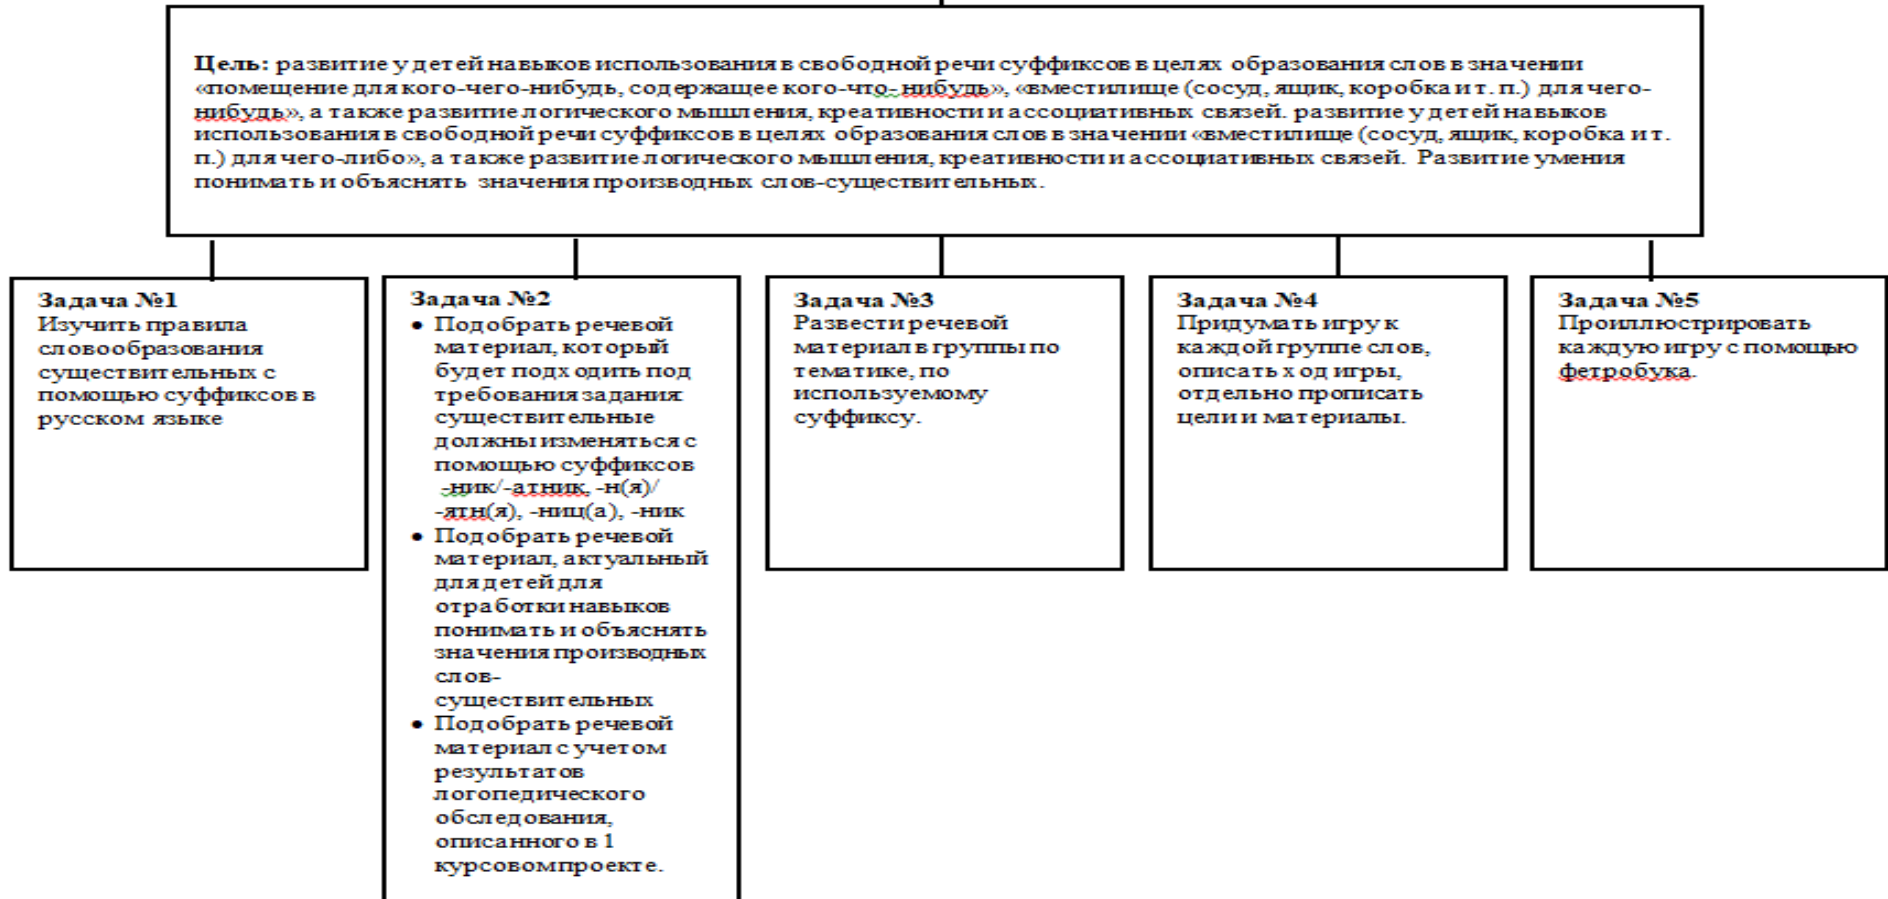 Цель: развитие у детей навыков использования в свободной речи суффиксов в целях образования слов в значении
«помещение для кого-чего-нибудь, содержащее кого-что-нибудь», «вместилище (сосуд, ящик, коробка и т. п.) для чего-
нибудь», а также развитие логического мышления, креативности и ассоциативных связей. развитие у детей навыков
использования в свободной речи суффиксов в целях образования слов в значении «вместилище (сосуд, ящик, коробка и т.
п.) для чего-либо», а также развитие логического мышления, креативности и ассоциативных связей. Развитие умения
понимать и объяснять значения производных слов-существительных.
Задача №1
Изучить правила
словообразования
существительных с
помощью суффиксов в
русском языке
Задача №2
• Подобрать речевой
материал, который
будет подходить под
требования задания:
существительные
должны изменяться с
помощью суффиксов
-ник/-атник, -н(я)/
-ятн(я), -ниц(а), -ник
• Подобрать речевой
материал, актуальный
для детей для
отработки навыков
понимать и объяснять
значения производных
слов-
существительных
• Подобрать речевой
материал с учетом
результатов
логопедического
обследования,
описанного в 1
курсовом проекте.
Задача №3
Развести речевой
материал в группы по
тематике, по
используемому
суффиксу.
Задача №4
Придумать игру к
каждой группе слов,
описать ход игры,
отдельно прописать
цели и материалы.
Задача №5
Проиллюстрировать
каждую игру с помощью
фетробука.